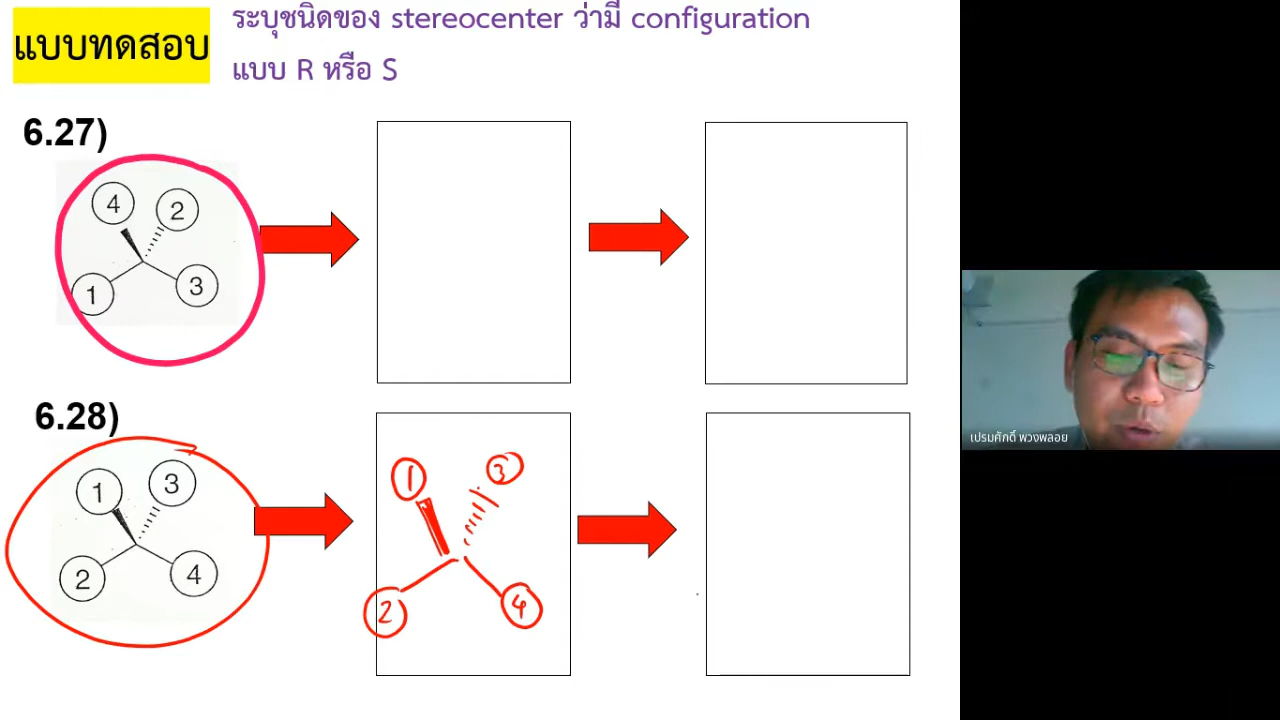 แบบทดสอบ
ระบุชนิดของ stereocenter ว่ามี configuration
แบบ R หรือ S
6.27)
4 2
1 3
6.28)
1 3
2 4
1 3
2 4
เปรมศักดิ์ พวงพลอย